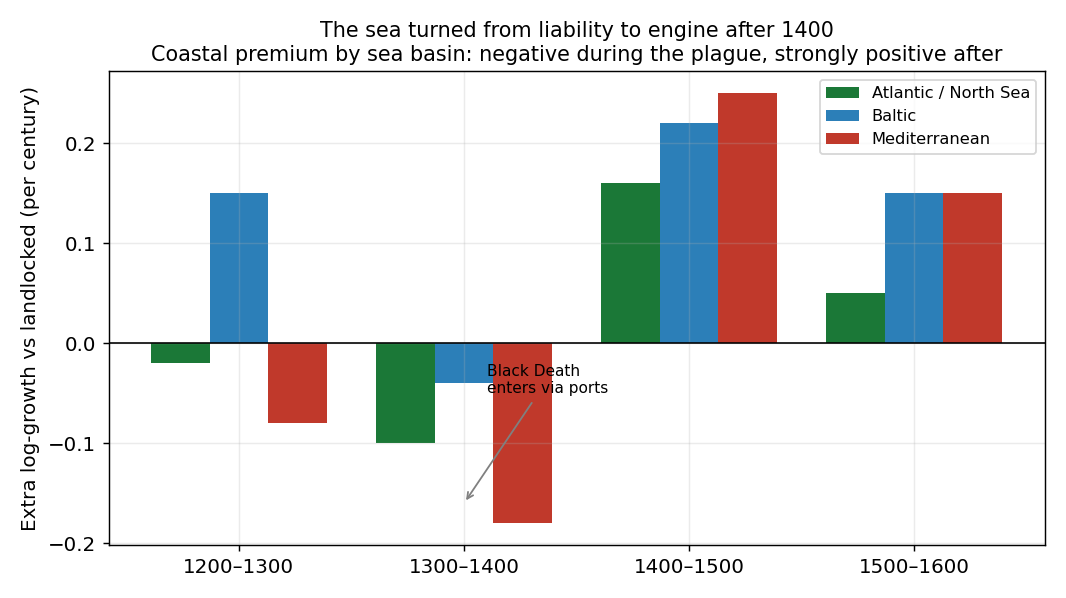 The sea turned from liability to engine after 1400
Coastal premium by sea basin: negative during the plague, strongly positive after
Extra log-growth vs landlocked (per century)
0.2
0.1
0.0
−0.1
−0.2
Atlantic / North Sea
Baltic
Mediterranean
Black Death
enters via ports
1200–1300
1300–1400
1400–1500
1500–1600